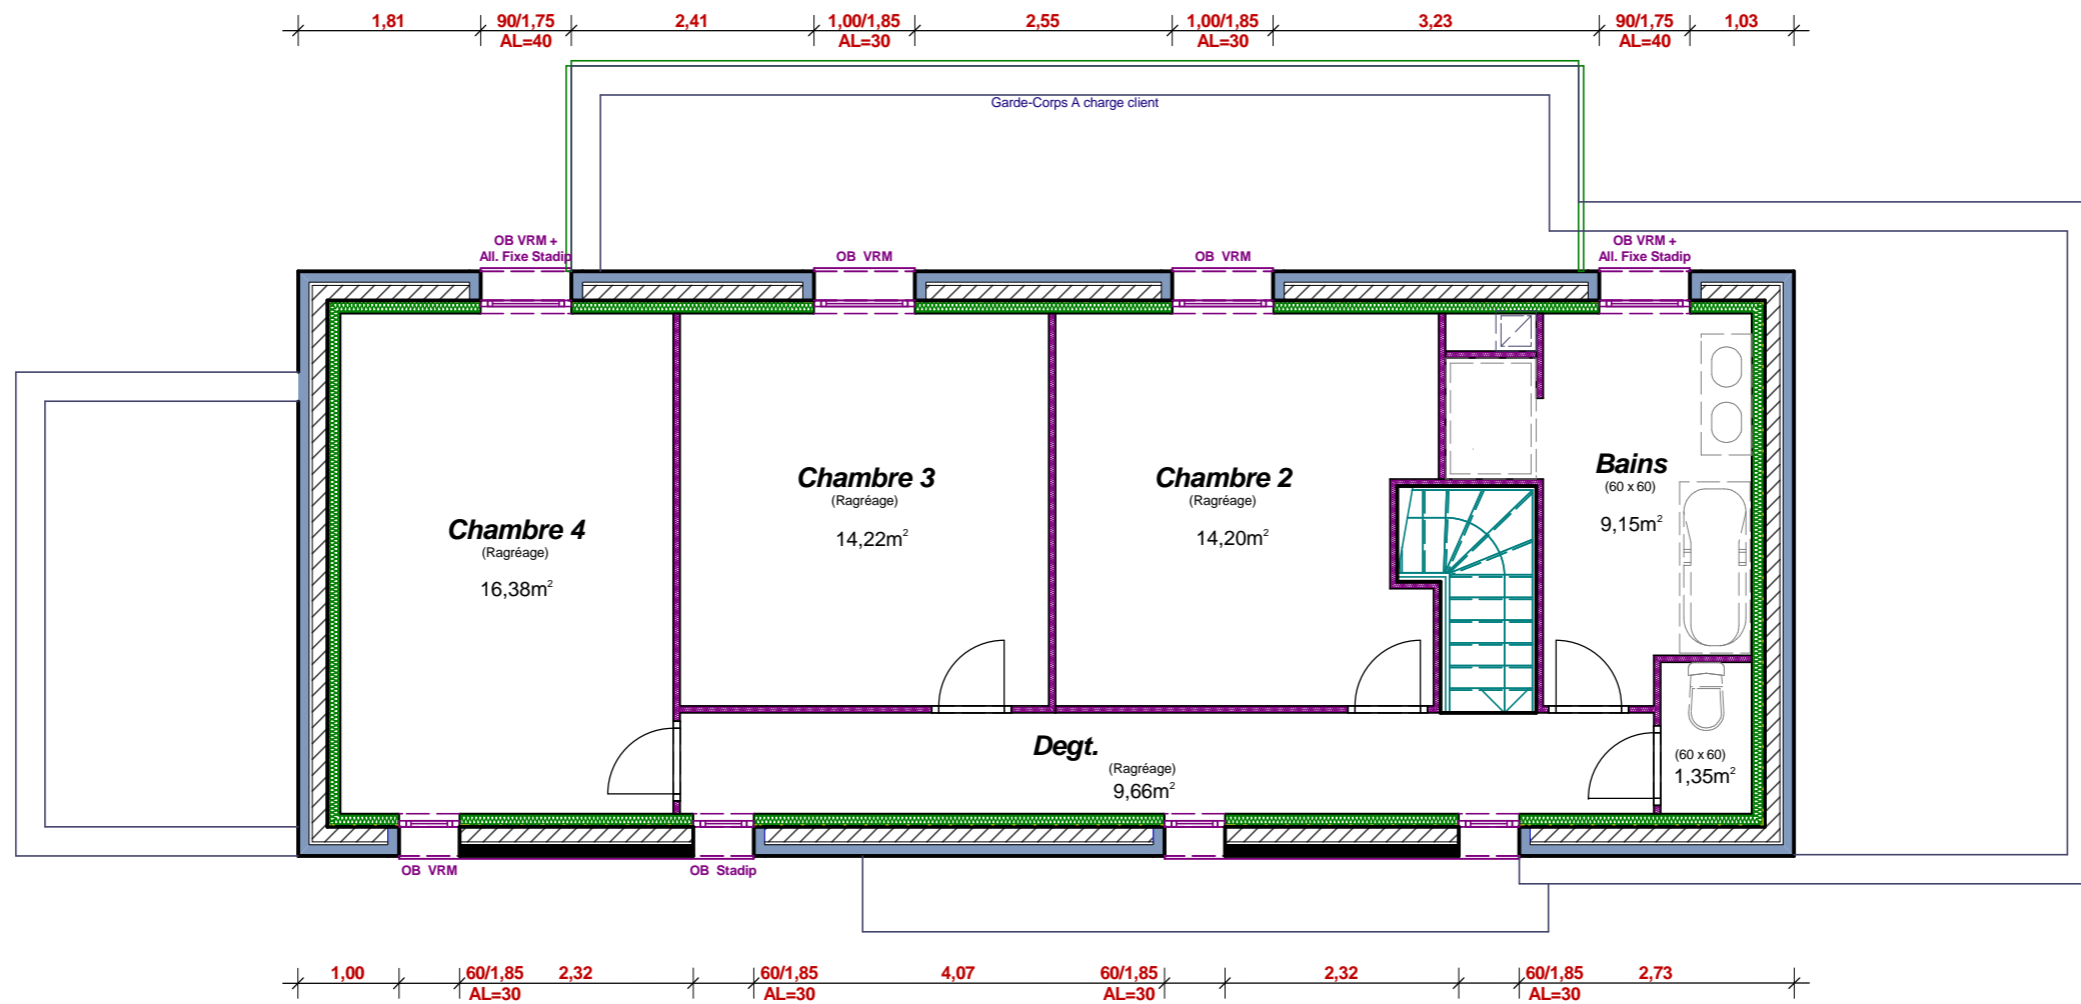 1,81 90/1,75 2,41 1,00/1,85 2,55 1,00/1,85 3,23 90/1,75 1,03
AL=40 AL=30 AL=30 AL=40
Garde-Corps A charge client
OB VRM +
All. Fixe Stadip
OB VRM
OB VRM
OB VRM +
All. Fixe Stadip
Chambre 4
(Ragréage)
16,38m²
Chambre 3
(Ragréage)
14,22m²
Chambre 2
(Ragréage)
14,20m²
Bains
(60 x 60)
9,15m²
Degt.
(Ragréage)
9,66m²
(60 x 60)
1,35m²
OB VRM
OB Stadip
1,00 60/1,85 2,32 60/1,85 4,07 60/1,85 2,32 60/1,85 2,73
AL=30 AL=30 AL=30 AL=30